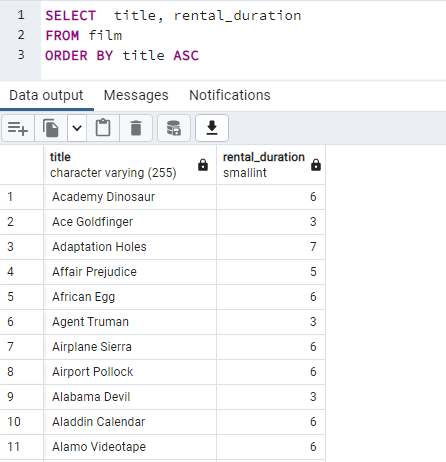 1 SELECT  title, rental_duration
2 FROM film
3 ORDER BY title ASC
Data output Messages Notifications
title rental_duration
character varying (255) smallint
1 Academy Dinosaur 6
2 Ace Goldfinger 3
3 Adaptation Holes 7
4 Affair Prejudice 5
5 African Egg 6
6 Agent Truman 3
7 Airplane Sierra 6
8 Airport Pollock 6
9 Alabama Devil 3
10 Aladdin Calendar 6
11 Alamo Videotape 6